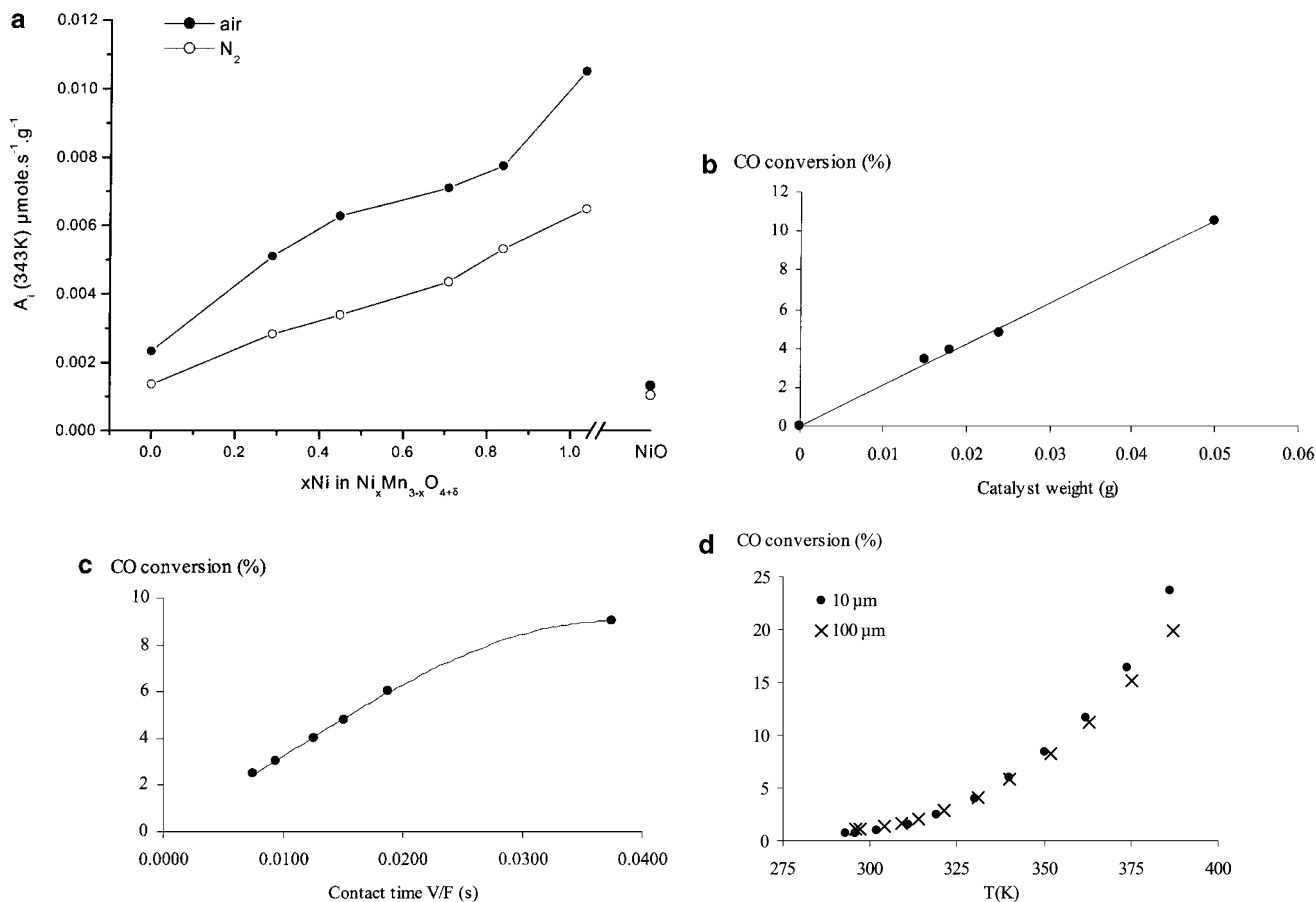 a
air
N2
0.012
0.010
0.008
0.006
0.004
0.002
0.000
Ai (343K) µmole.s-1.g-1
0.0 0.2 0.4 0.6 0.8 1.0 NiO
xNi in NixMn3-xO4+δ
b CO conversion (%)
12
10
8
6
4
2
0
0 0.01 0.02 0.03 0.04 0.05 0.06
Catalyst weight (g)
c CO conversion (%)
10
8
6
4
2
0
0.0000 0.0100 0.0200 0.0300 0.0400
Contact time V/F (s)
d CO conversion (%)
25
20
15
10
5
0
10 µm
100 µm
275 300 325 350 375 400
T(K)